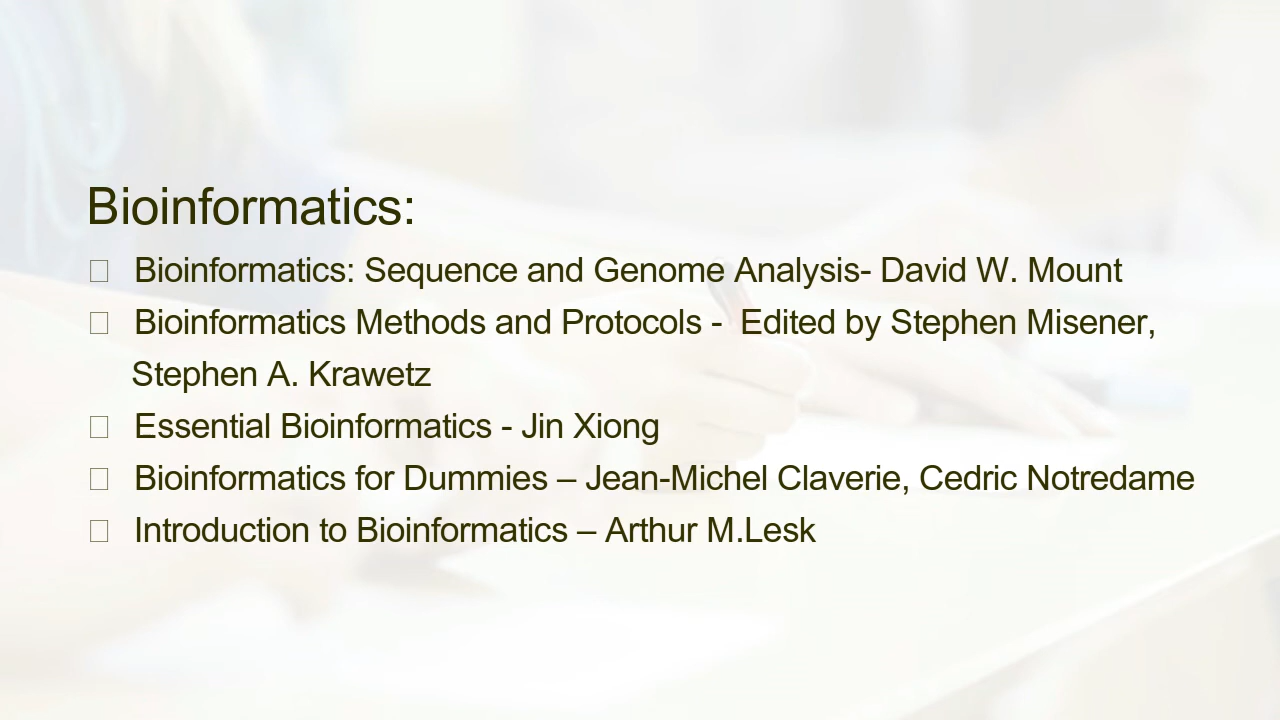 Bioinformatics:
Bioinformatics: Sequence and Genome Analysis- David W. Mount
Bioinformatics Methods and Protocols -  Edited by Stephen Misener,
Stephen A. Krawetz
Essential Bioinformatics - Jin Xiong
Bioinformatics for Dummies – Jean-Michel Claverie, Cedric Notredame
Introduction to Bioinformatics – Arthur M.Lesk